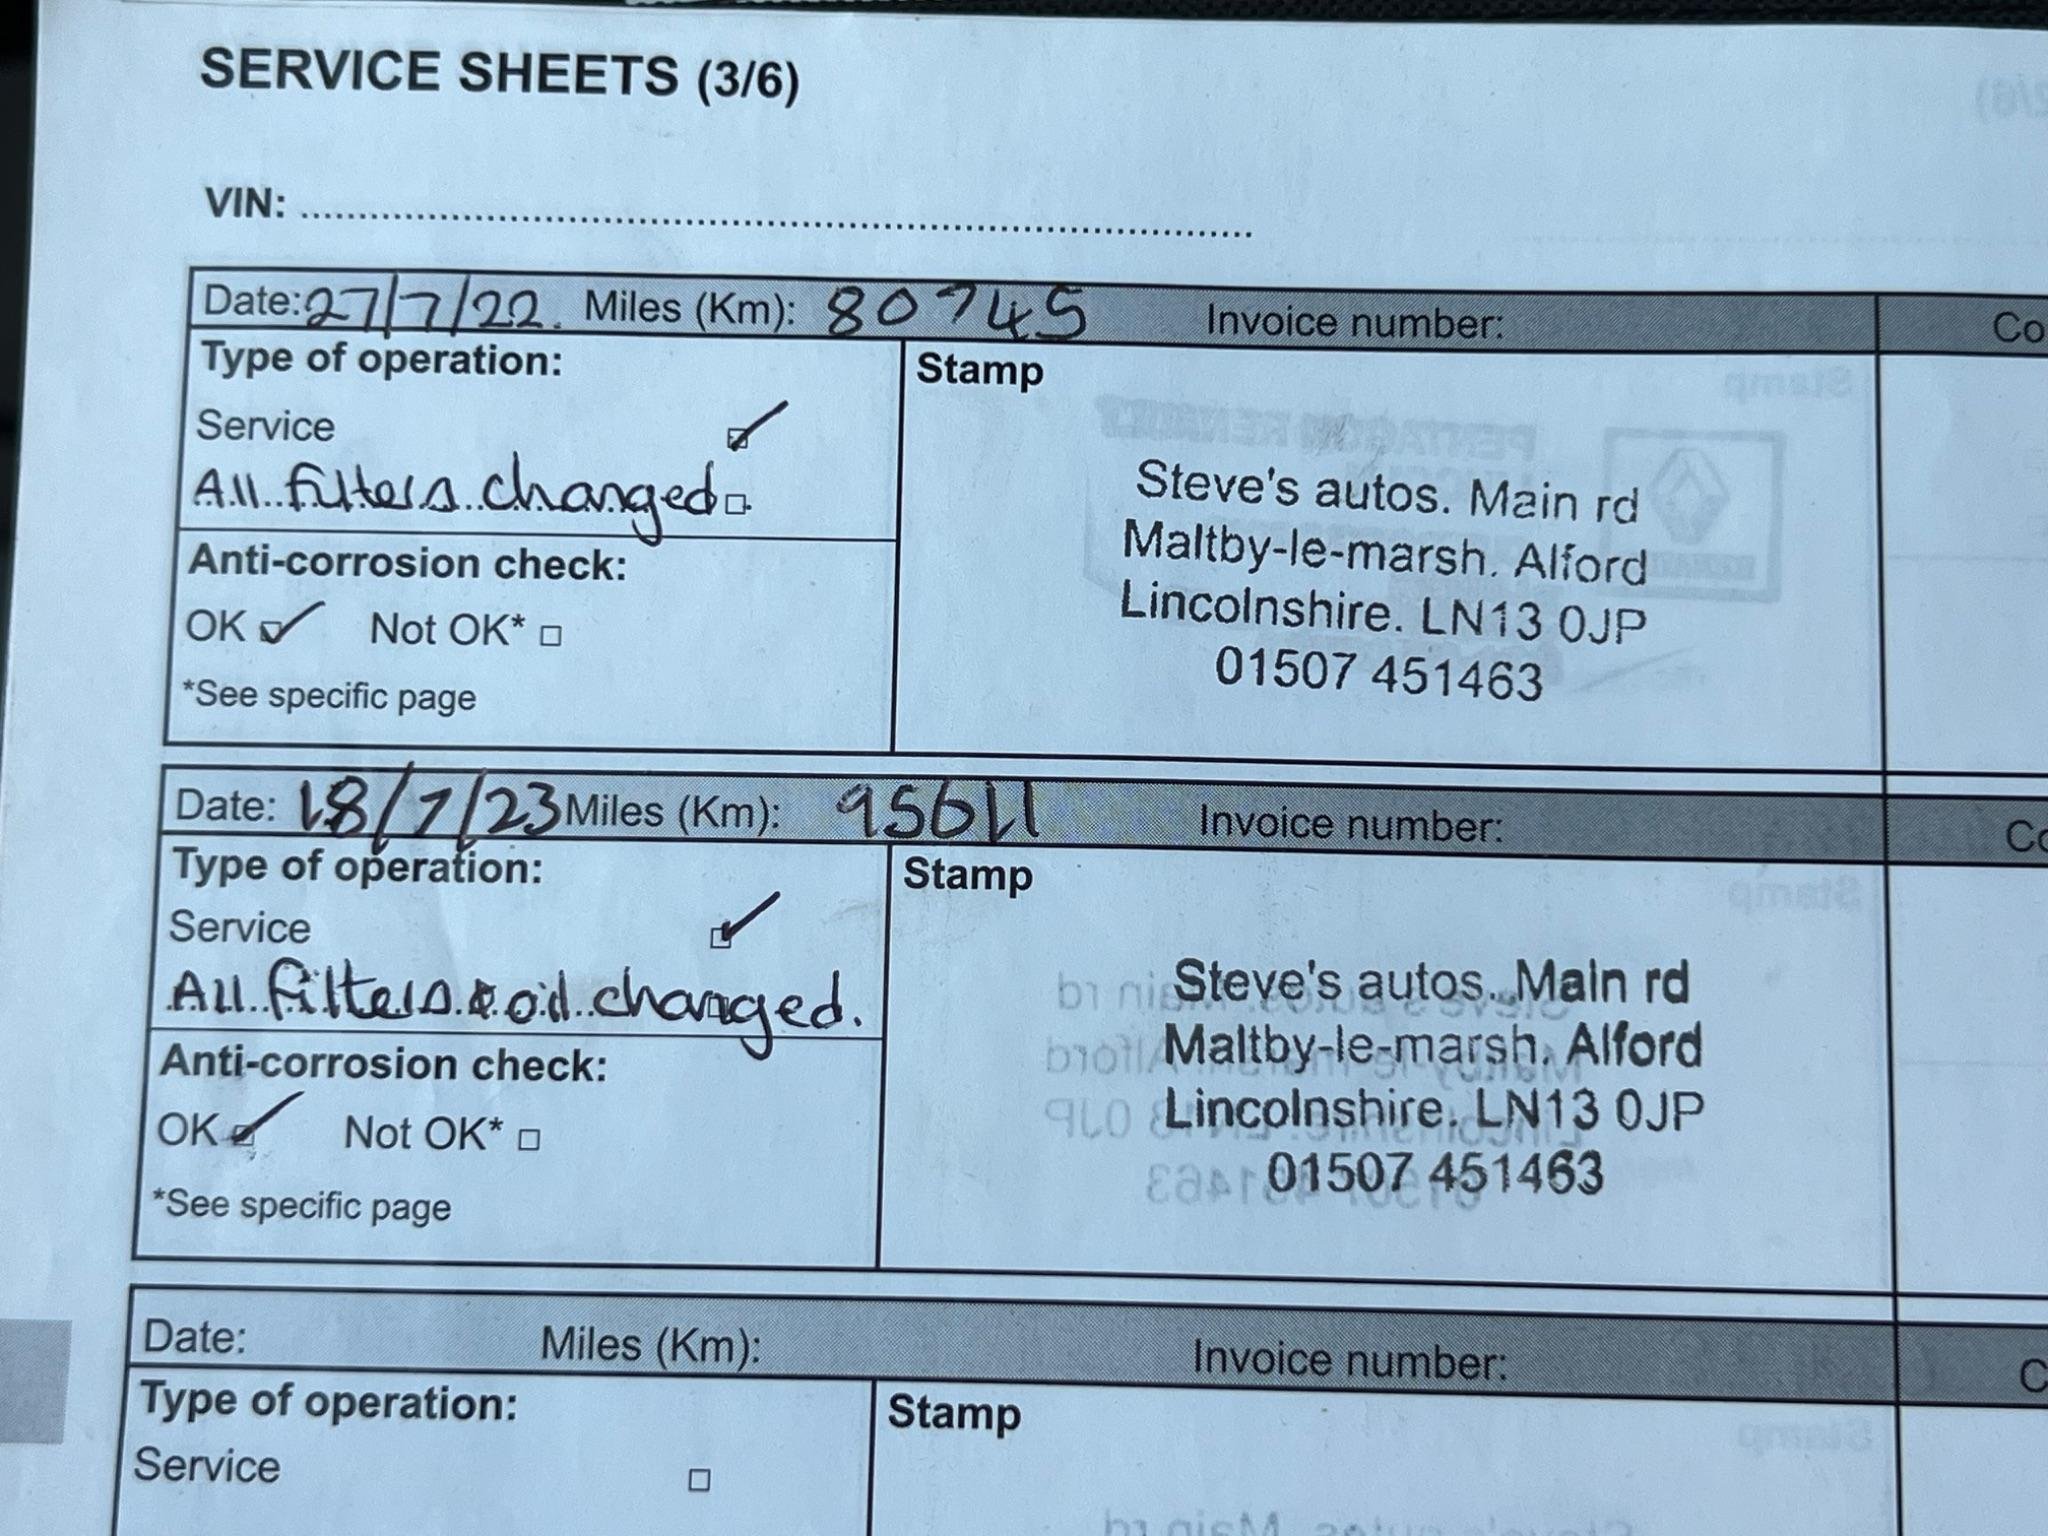 SERVICE SHEETS (3/6)
VIN:
Date: 27/7/22. Miles (Km): 80745 Invoice number: Co
Type of operation:
Service
All filters changed
Stamp
Steve's autos. Main rd
Maltby-le-marsh. Alford
Lincolnshire. LN13 0JP
01507 451463
Anti-corrosion check:
OK Not OK*
*See specific page
Date: 18/7/23 Miles (Km): 95611 Invoice number: Co
Type of operation:
Service
All filters & oil changed.
Stamp
Steve's autos. Main rd
Maltby-le-marsh. Alford
Lincolnshire. LN13 0JP
01507 451463
Anti-corrosion check:
OK Not OK*
*See specific page
Date: Miles (Km): Invoice number: C
Type of operation:
Service
Stamp